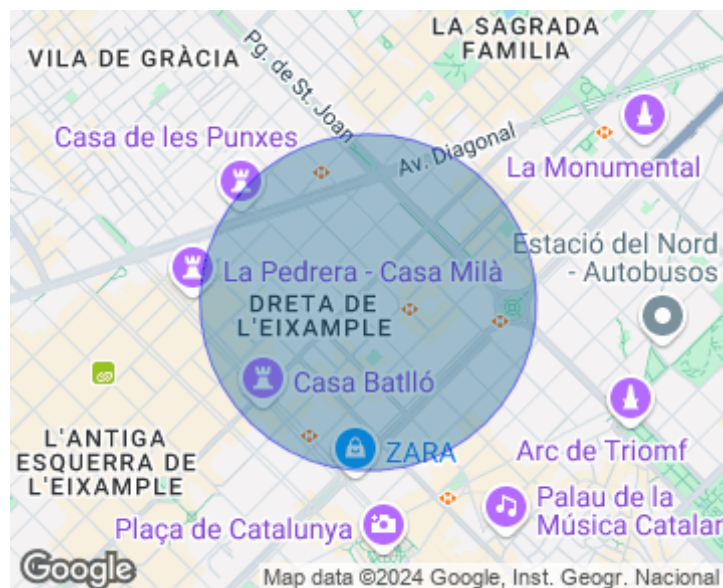 LA SAGRADA
FAMILIA
VILA DE GRÀCIA
Pg. de St. Joan
Casa de les Punxes
Av. Diagonal
La Monumental
Estació del Nord
- Autobusos
La Pedrera - Casa Milà
DRETA DE
L'EIXAMPLE
Casa Batlló
L'ANTIGA
ESQUERRA DE
L'EIXAMPLE
ZARA
Arc de Triomf
Plaça de Catalunya
Palau de la
Música Catalan
Google
Map data ©2024 Google, Inst. Geogr. Nacional